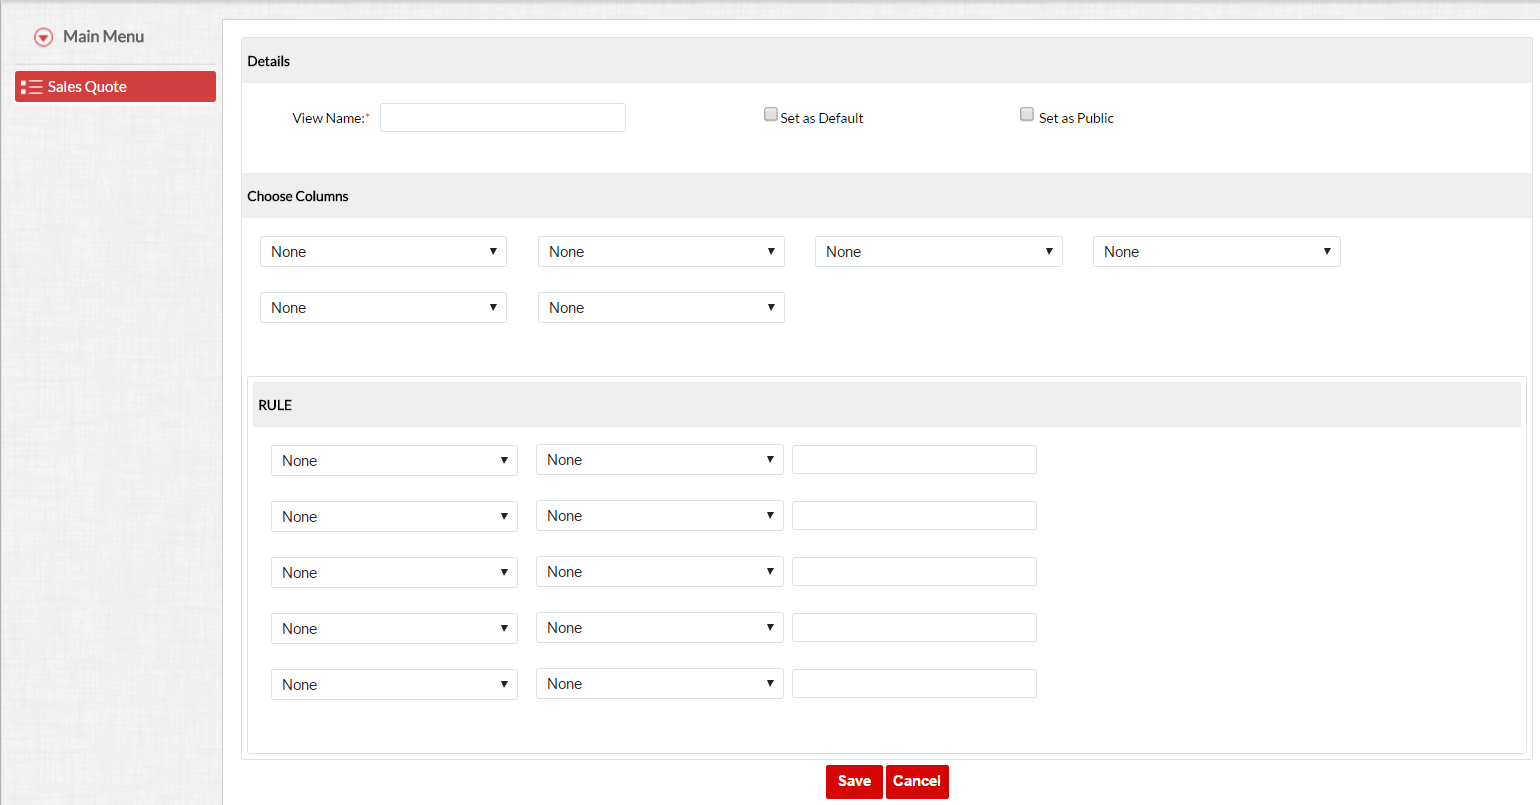 Main Menu
Sales Quote
Details
View Name:* Set as Default Set as Public
Choose Columns
None None None None
None None
RULE
None None
None None
None None
None None
None None
Save Cancel